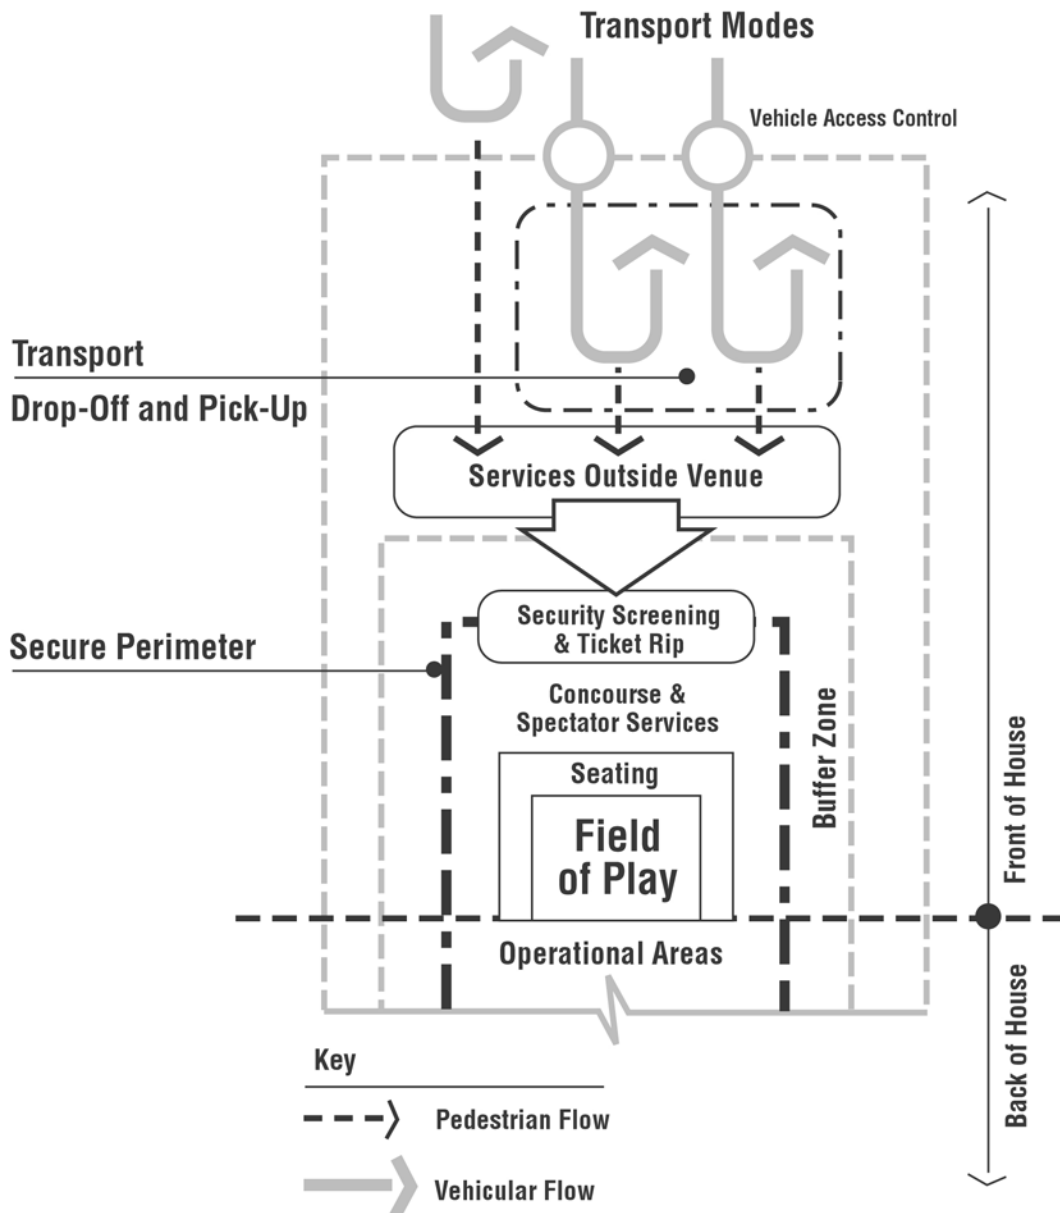 Transport Modes
Vehicle Access Control
Transport
Drop-Off and Pick-Up
Services Outside Venue
Security Screening
& Ticket Rip
Secure Perimeter
Concourse &
Spectator Services
Seating
Field
of Play
Buffer Zone
Front of House
Operational Areas
Back of House
Key
Pedestrian Flow
Vehicular Flow